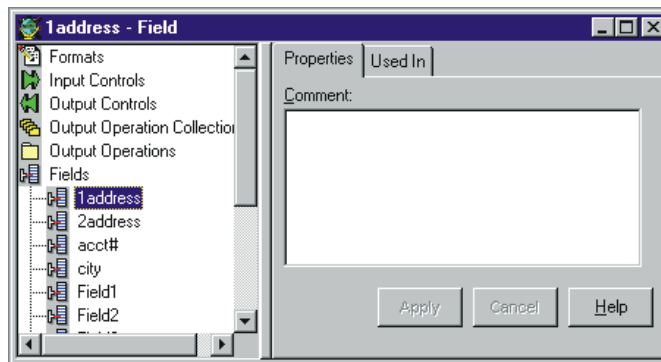 1address - Field
Formats
Input Controls
Output Controls
Output Operation Collection
Output Operations
Fields
1address
2address
acct#
city
Field1
Field2
Properties
Used In
Comment:
Apply
Cancel
Help